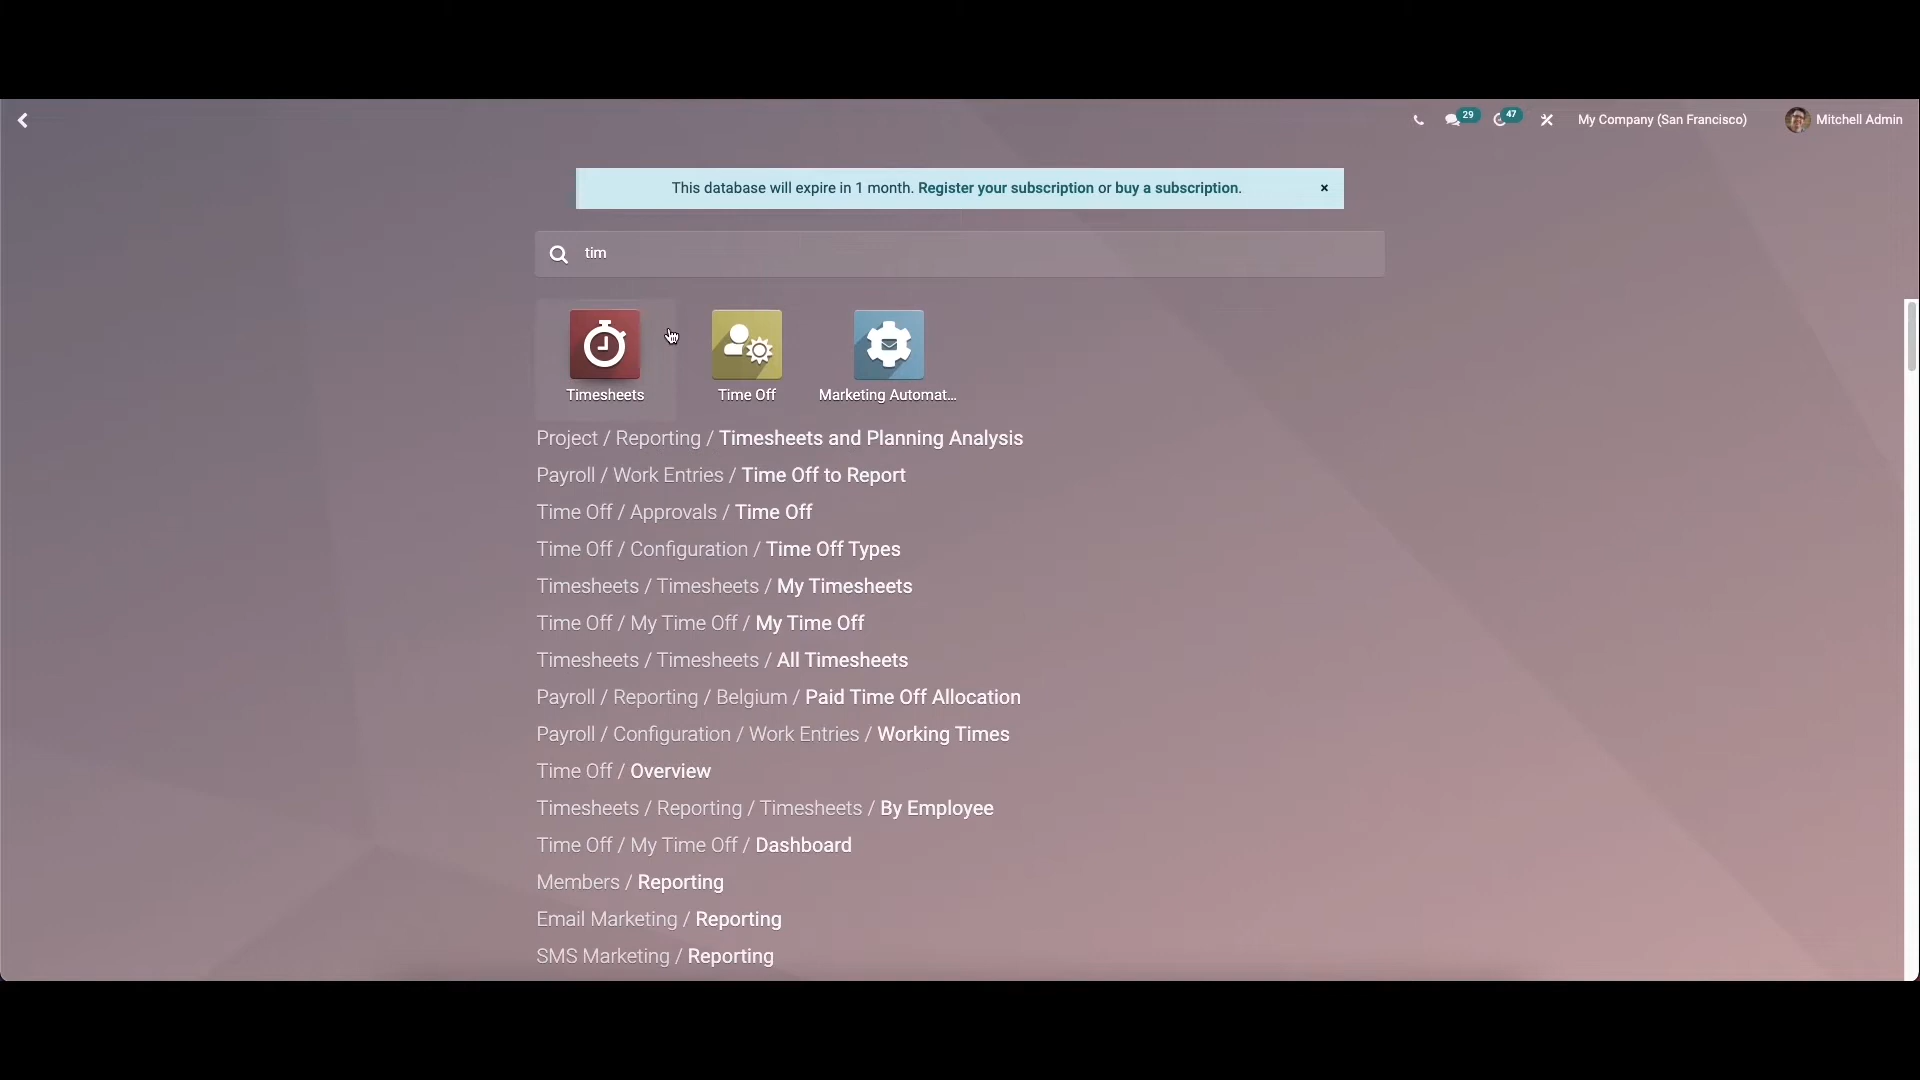 29
47
My Company (San Francisco)
Mitchell Admin
This database will expire in 1 month. Register your subscription or buy a subscription.
×
tim
Timesheets
Time Off
Marketing Automat...
Project / Reporting / Timesheets and Planning Analysis
Payroll / Work Entries / Time Off to Report
Time Off / Approvals / Time Off
Time Off / Configuration / Time Off Types
Timesheets / Timesheets / My Timesheets
Time Off / My Time Off / My Time Off
Timesheets / Timesheets / All Timesheets
Payroll / Reporting / Belgium / Paid Time Off Allocation
Payroll / Configuration / Work Entries / Working Times
Time Off / Overview
Timesheets / Reporting / Timesheets / By Employee
Time Off / My Time Off / Dashboard
Members / Reporting
Email Marketing / Reporting
SMS Marketing / Reporting